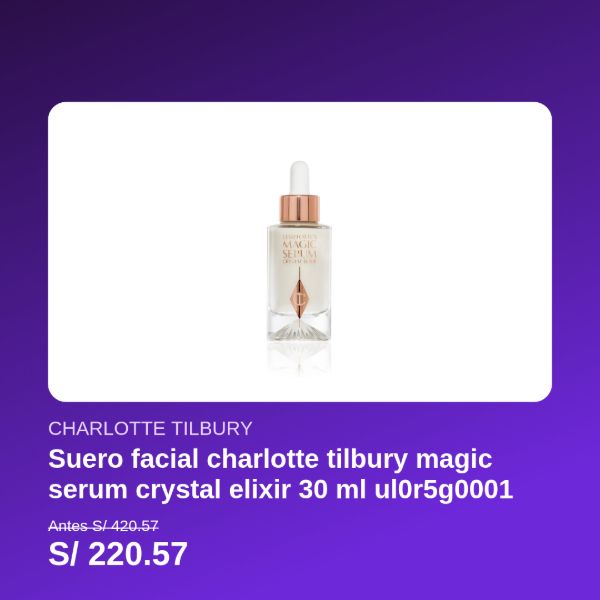 MAGIC
SERUM
CHARLOTTE TILBURY
Suero facial charlotte tilbury magic
serum crystal elixir 30 ml ul0r5g0001
Antes S/ 420.57
S/ 220.57